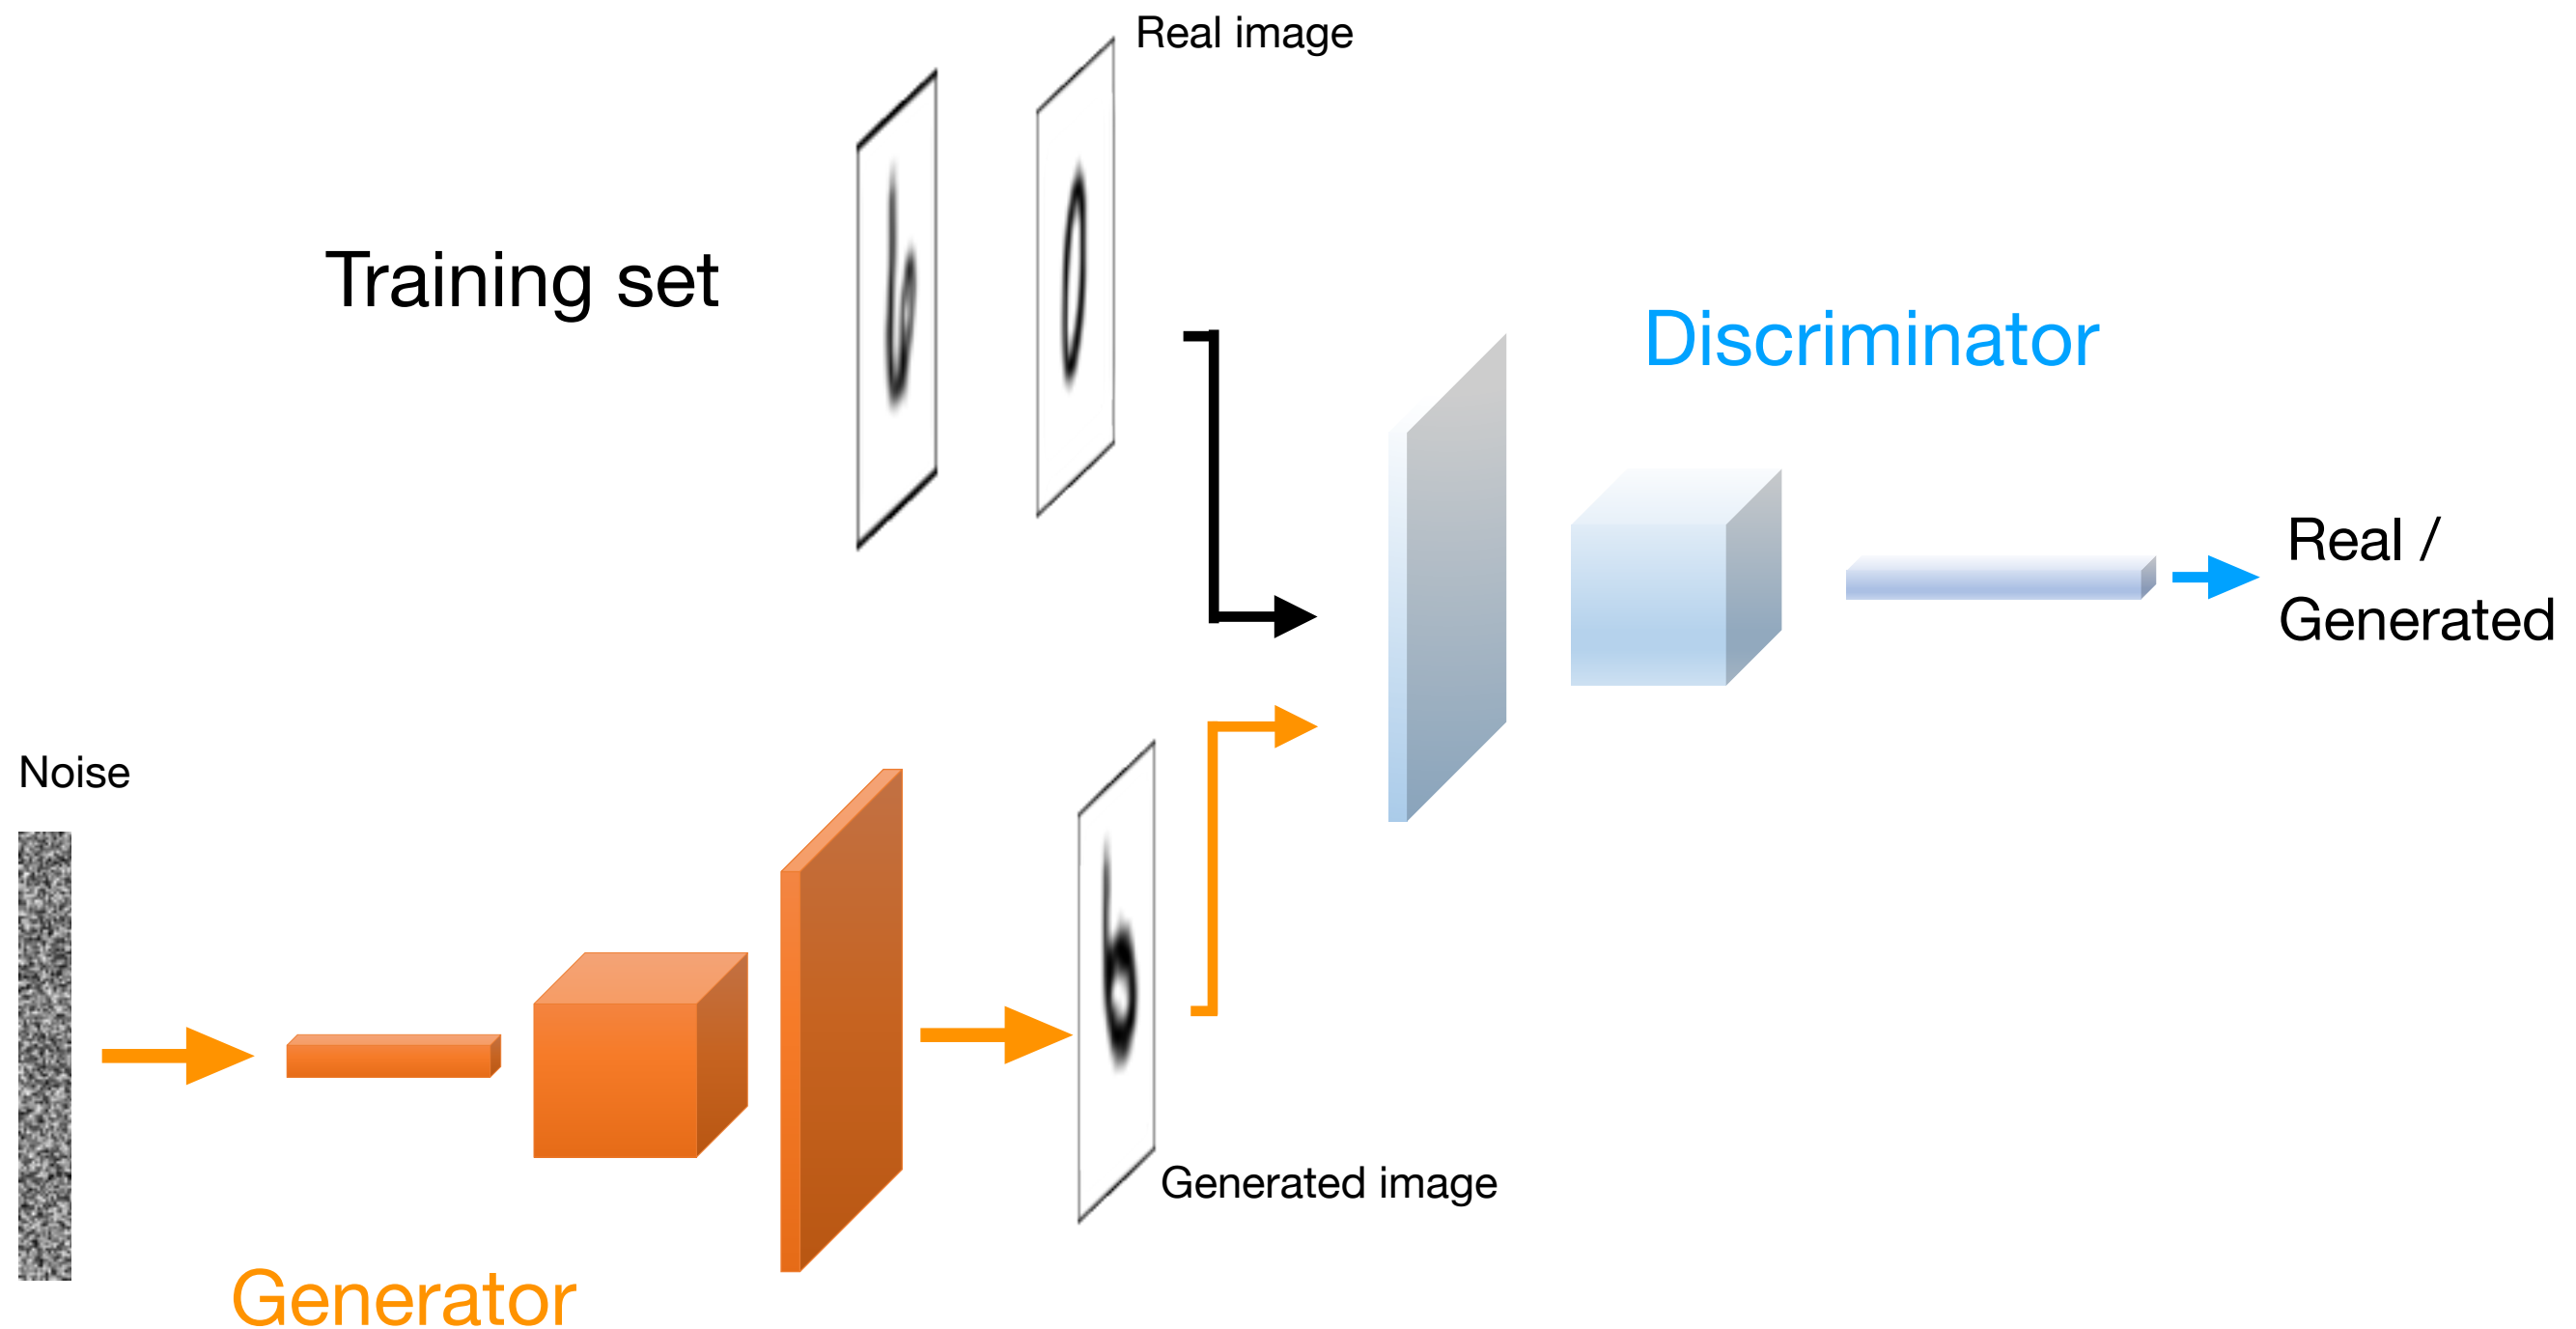 Real image
Training set
Discriminator
Real /
Generated
Noise
Generated image
Generator